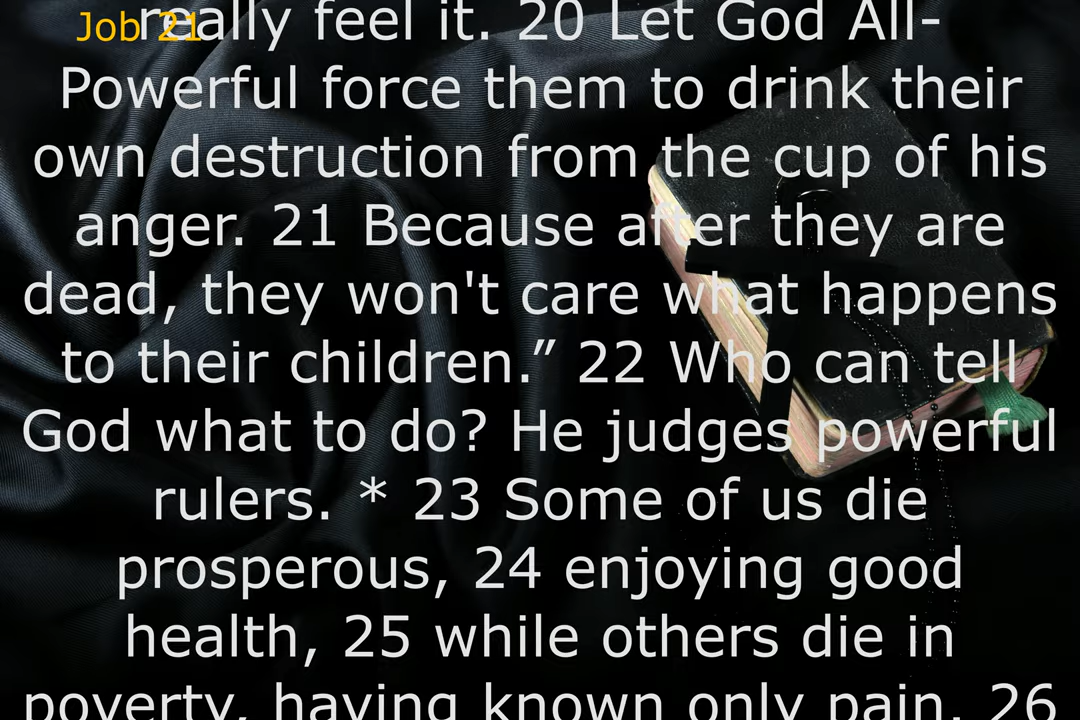 Job 21
really feel it. 20 Let God All-
Powerful force them to drink their
own destruction from the cup of his
anger. 21 Because after they are
dead, they won't care what happens
to their children.” 22 Who can tell
God what to do? He judges powerful
rulers. * 23 Some of us die
prosperous, 24 enjoying good
health, 25 while others die in
poverty, having known only pain. 26